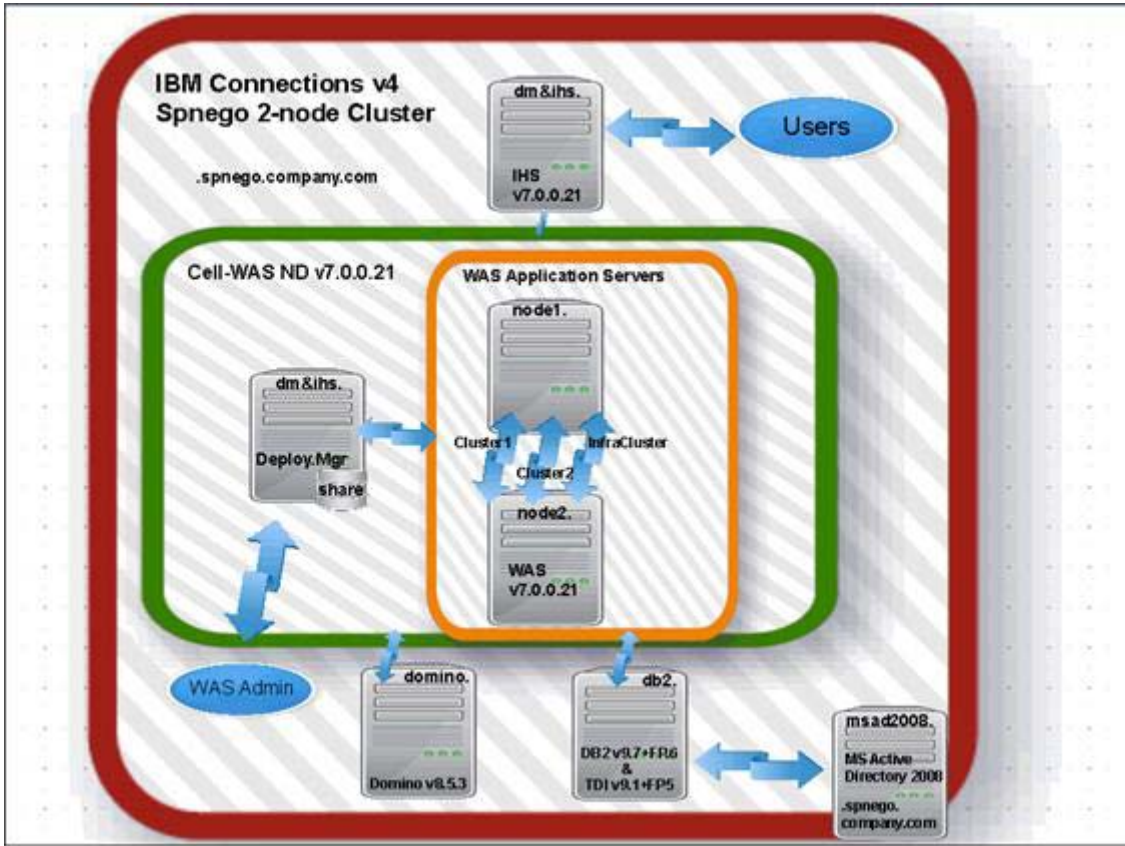 IBM Connections v4
Spnego 2-node Cluster
.spnego.company.com
dm&ihs.
IHS
v7.0.0.21
Users
Cell-WAS ND v7.0.0.21
WAS Application Servers
node1.
dm&ihs.
Deploy.Mgr
share
Cluster1
InfraCluster
Cluster2
node2.
WAS
v7.0.0.21
WAS Admin
domino.
Domino v8.5.3
db2.
DB2 v9.7+FP.6
&
TDI v9.1+FP5
msad2008.
MS Active
Directory 2008
.spnego.
company.com